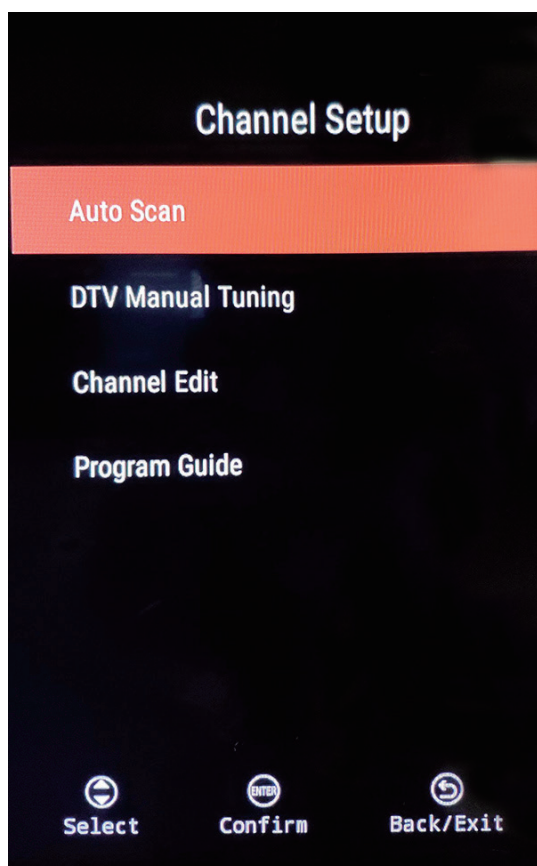 Channel Setup
Auto Scan
DTV Manual Tuning
Channel Edit
Program Guide
ENTER
Select Confirm Back/Exit